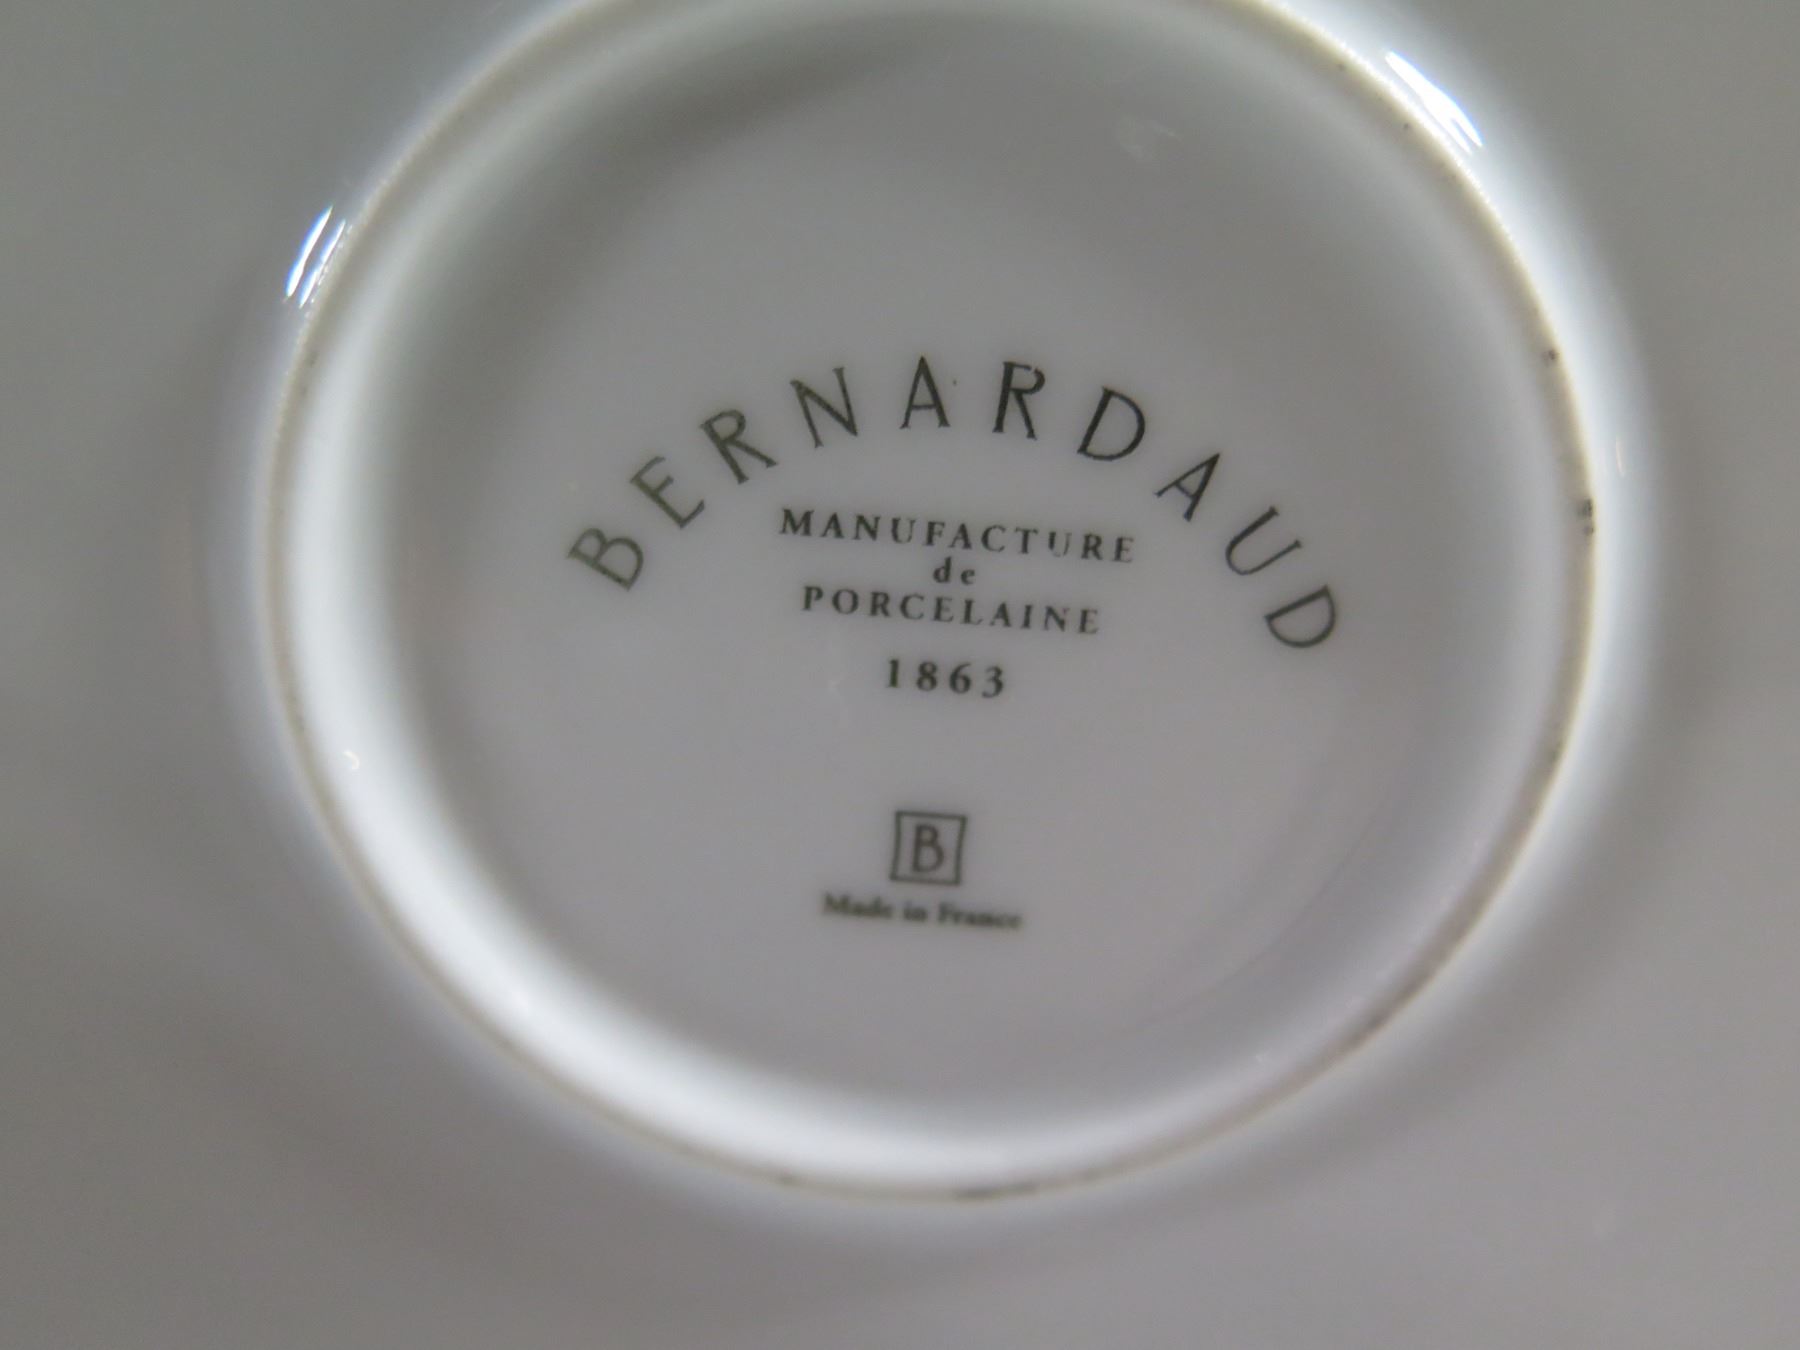 BERNARDAUD
MANUFACTURE
de
PORCELAINE
1863
B
Made in France